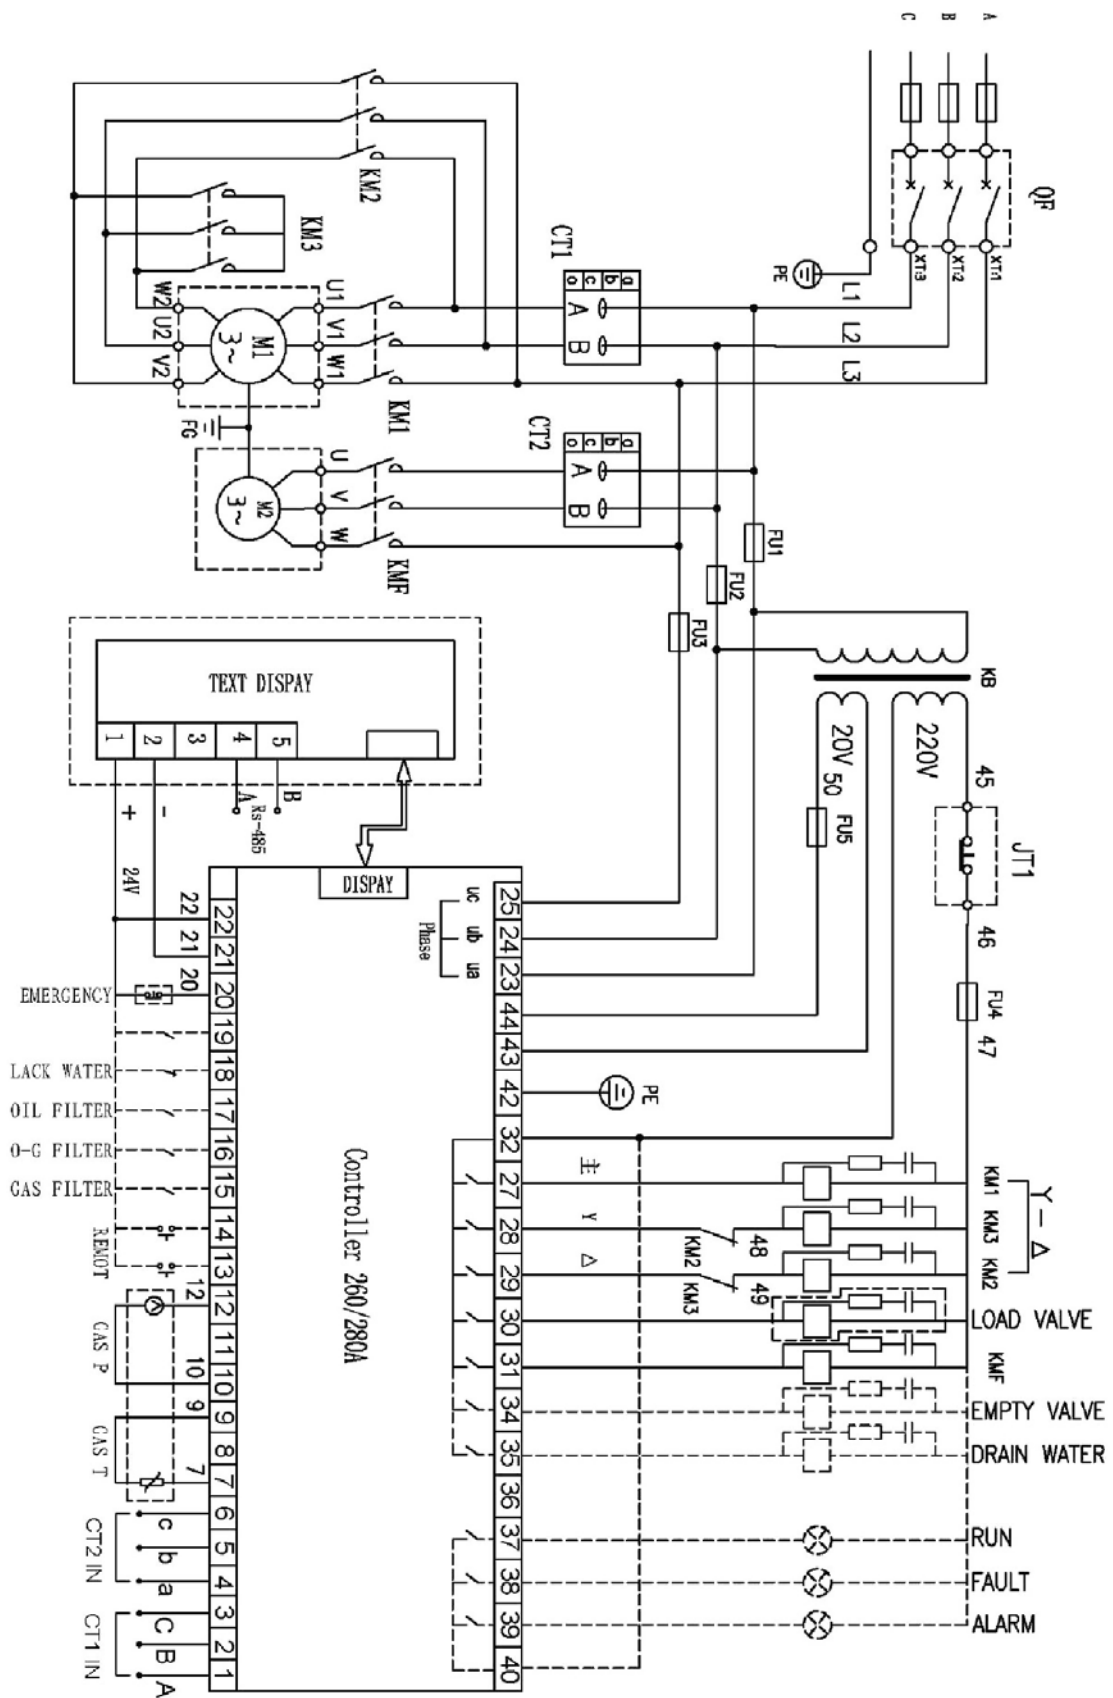 C
B
A
QF
XT:3
XT:2
XT:1
PE
KM2
KM3
CT1
o c b a
A
B
L1
L2
L3
W2
U2
V2
M1
3~
U1
V1
W1
KM1
FG
CT2
o c b a
A
B
M2
3~
U
V
W
KMF
FU1
FU2
FU3
KB
20V
220V
50
FU5
45
JT1
46
FU4
47
TEXT DISPAY
1 2 3 4 5
+
-
A
B
Rs-485
24V
DISPAY
uc
ub
ua
Phase
Controller 260/280A
25
24
23
44
43
42
32
27
28
29
30
31
34
35
36
37
38
39
40
PE
主
Y
△
KM2
48
KM3
49
KM1
KM3
KM2
Y-△
LOAD VALVE
KMF
EMPTY VALVE
DRAIN WATER
RUN
FAULT
ALARM
22
21
20
22
21
20
19
18
17
16
15
14
13
12
11
10
9
8
7
6
5
4
3
2
1
EMERGENCY
LACK WATER
OIL FILTER
O-G FILTER
GAS FILTER
REMOT
12
GAS P
10
9
GAS T
7
c
b
a
CT2 IN
C
B
A
CT1 IN